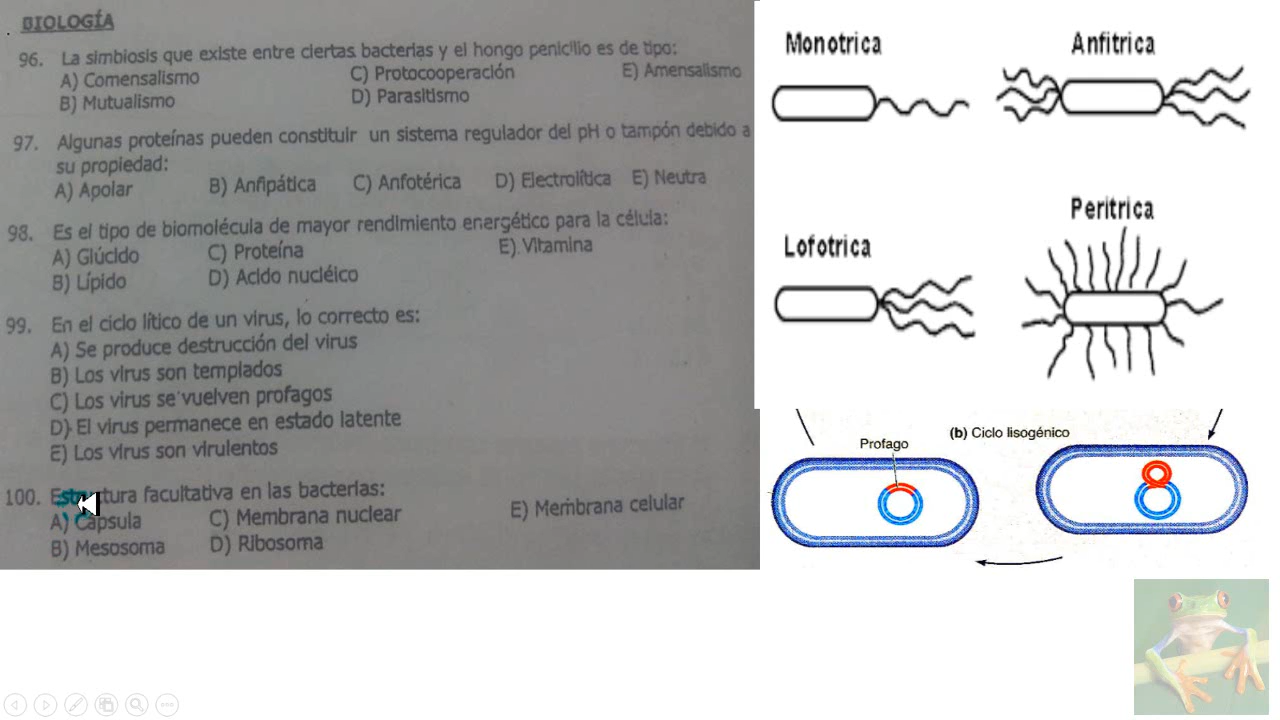 BIOLOGÍA
96. La simbiosis que existe entre ciertas bacterias y el hongo penicilio es de tipo:
A) Comensalismo C) Protocooperación E) Amensalismo
B) Mutualismo D) Parasitismo
97. Algunas proteínas pueden constituir un sistema regulador del pH o tampón debido a
su propiedad:
A) Apolar B) Anfipática C) Anfotérica D) Electrolítica E) Neutra
98. Es el tipo de biomolécula de mayor rendimiento energético para la célula:
A) Glúcido C) Proteína E) Vitamina
B) Lípido D) Acido nucléico
99. En el ciclo lítico de un virus, lo correcto es:
A) Se produce destrucción del virus
B) Los virus son templados
C) Los virus se vuelven profagos
D) El virus permanece en estado latente
E) Los virus son virulentos
100. Estructura facultativa en las bacterias:
A) Cápsula C) Membrana nuclear E) Membrana celular
B) Mesosoma D) Ribosoma
Monotrica Anfitrica
Lofotrica Peritrica
(b) Ciclo lisogénico
Profago